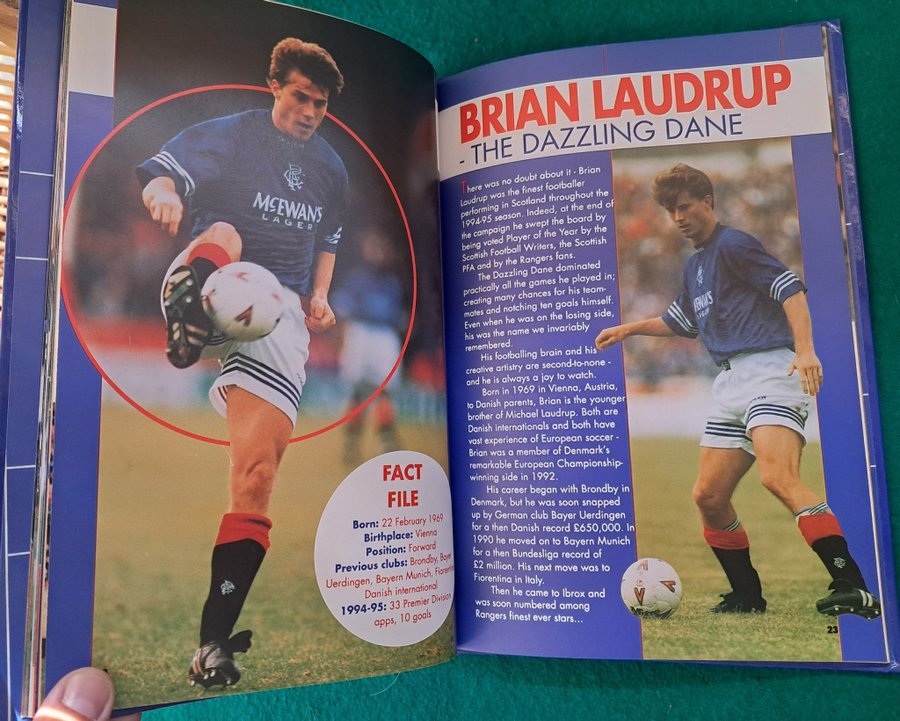 McEWAN'S
LAGER
FACT
FILE
Born: 22 February 1969
Birthplace: Vienna
Position: Forward
Previous clubs: Brondby, Bayer
Uerdingen, Bayern Munich, Fiorentina
Danish international
1994-95: 33 Premier Division
apps, 10 goals
BRIAN LAUDRUP
- THE DAZZLING DANE
There was no doubt about it - Brian
Laudrup was the finest footballer
performing in Scotland throughout the
1994-95 season. Indeed, at the end of
the campaign he swept the board by
being voted Player of the Year by the
Scottish Football Writers, the Scottish
PFA and by the Rangers fans.
The Dazzling Dane dominated
practically all the games he played in;
creating many chances for his team-
mates and notching ten goals himself.
Even when he was on the losing side,
his was the name we invariably
remembered.
His footballing brain and his
creative artistry are second-to-none -
and he is always a joy to watch.
Born in 1969 in Vienna, Austria,
to Danish parents, Brian is the younger
brother of Michael Laudrup. Both are
Danish internationals and both have
vast experience of European soccer -
Brian was a member of Denmark's
remarkable European Championship-
winning side in 1992.
His career began with Brondby in
Denmark, but he was soon snapped
up by German club Bayer Uerdingen
for a then Danish record £650,000. In
1990 he moved on to Bayern Munich
for a then Bundesliga record of
£2 million. His next move was to
Fiorentina in Italy.
Then he came to Ibrox and
was soon numbered among
Rangers finest ever stars...
McEWAN'S
23